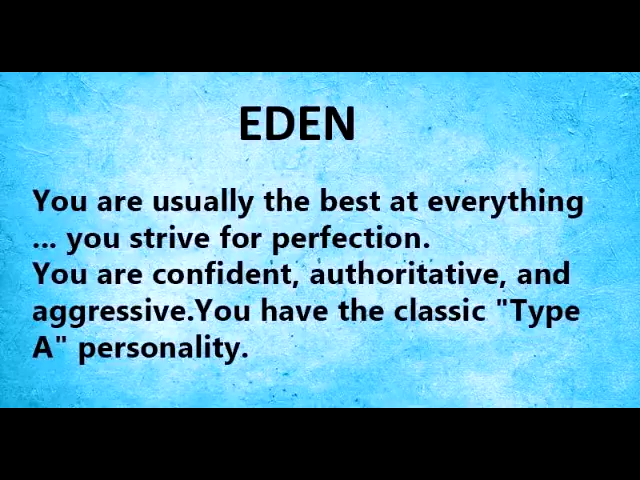 EDEN
You are usually the best at everything
... you strive for perfection.
You are confident, authoritative, and
aggressive.You have the classic "Type
A" personality.